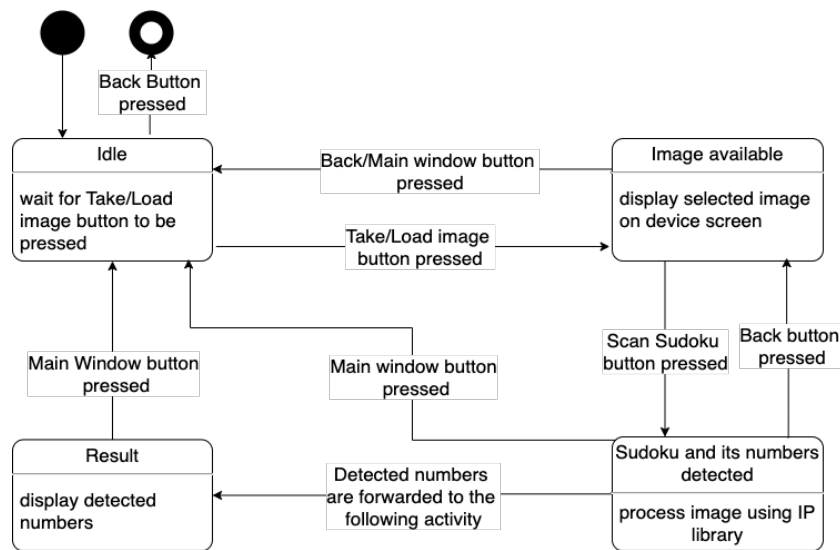 Back Button
pressed
Idle
wait for Take/Load
image button to be
pressed
Back/Main window button
pressed
Image available
display selected image
on device screen
Take/Load image
button pressed
Main Window button
pressed
Main window button
pressed
Scan Sudoku
button pressed
Back button
pressed
Result
display detected
numbers
Detected numbers
are forwarded to the
following activity
Sudoku and its numbers
detected
process image using IP
library